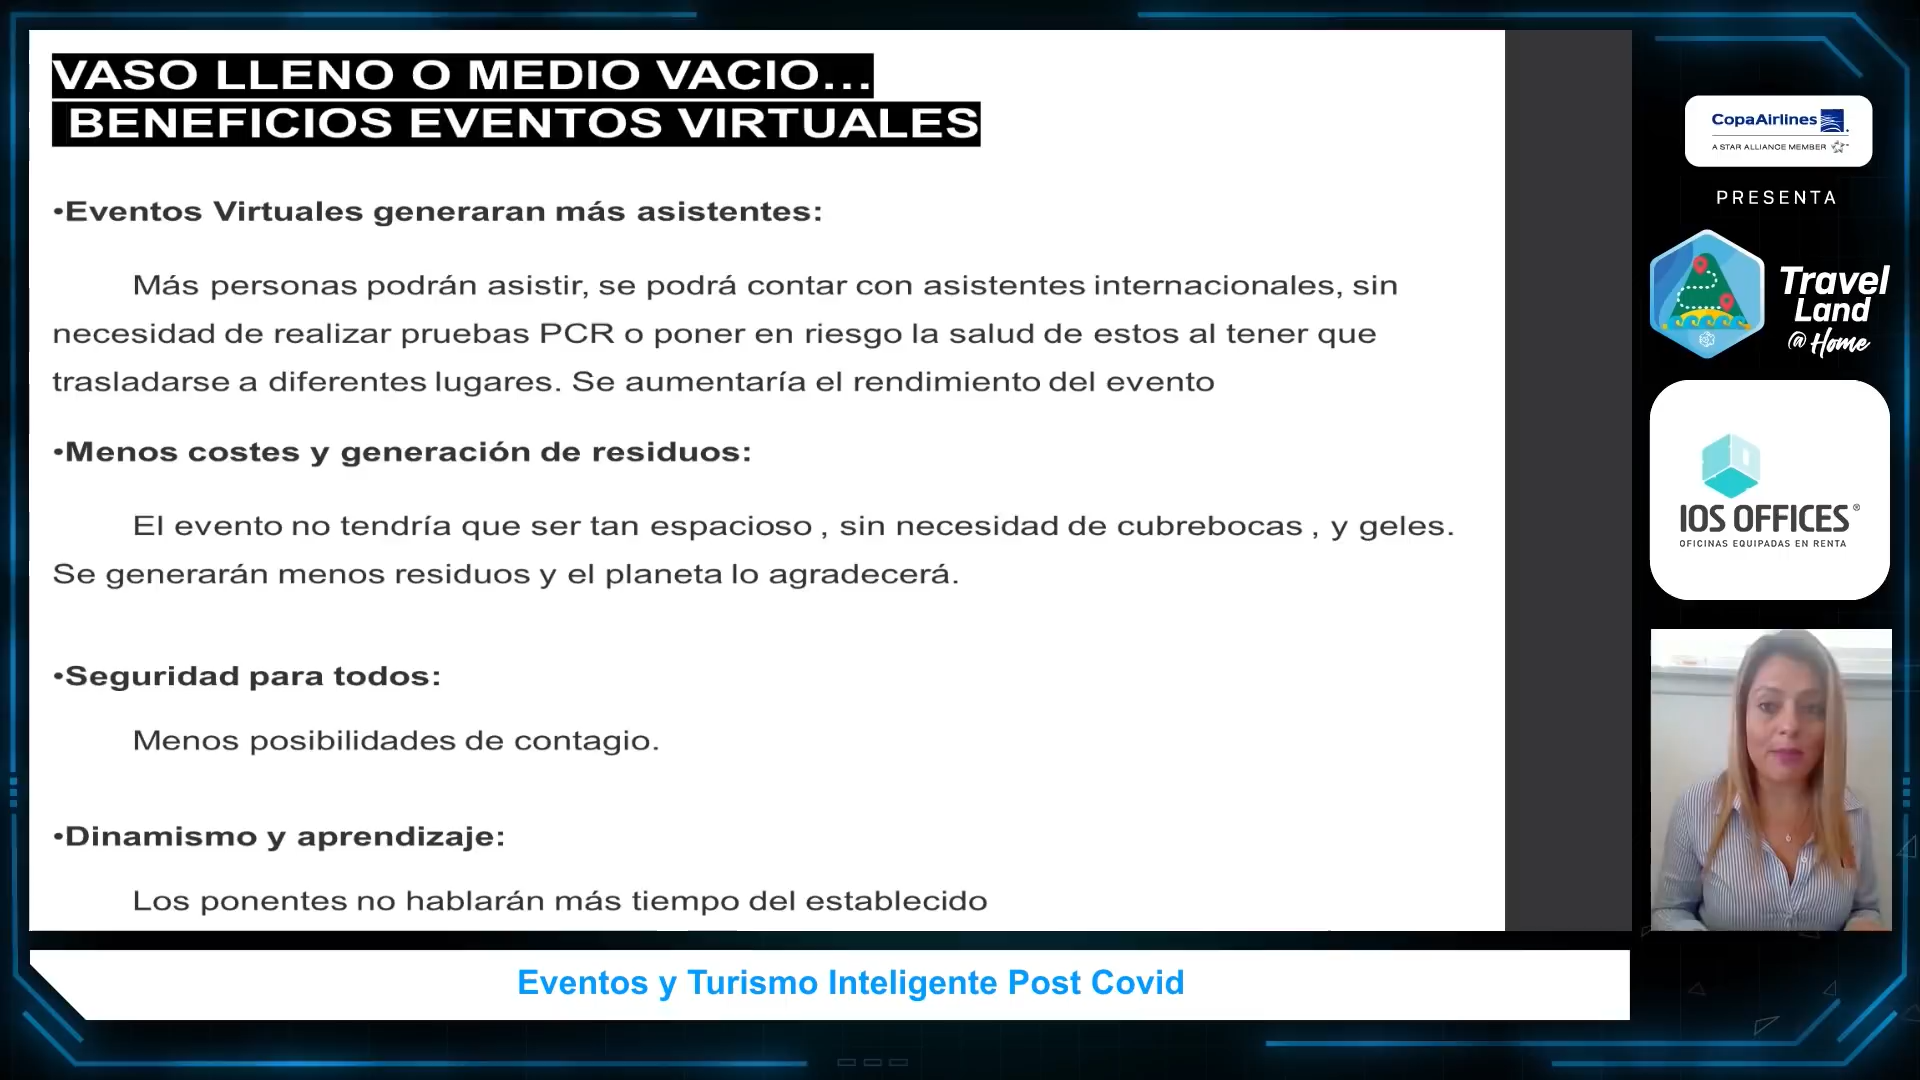 VASO LLENO O MEDIO VACIO...
BENEFICIOS EVENTOS VIRTUALES
•Eventos Virtuales generaran más asistentes:
Más personas podrán asistir, se podrá contar con asistentes internacionales, sin
necesidad de realizar pruebas PCR o poner en riesgo la salud de estos al tener que
trasladarse a diferentes lugares. Se aumentaría el rendimiento del evento
•Menos costes y generación de residuos:
El evento no tendría que ser tan espacioso , sin necesidad de cubrebocas , y geles.
Se generarán menos residuos y el planeta lo agradecerá.
•Seguridad para todos:
Menos posibilidades de contagio.
•Dinamismo y aprendizaje:
Los ponentes no hablarán más tiempo del establecido
Eventos y Turismo Inteligente Post Covid
CopaAirlines
A STAR ALLIANCE MEMBER
PRESENTA
Travel
Land
@ Home
IOS OFFICES®
OFICINAS EQUIPADAS EN RENTA